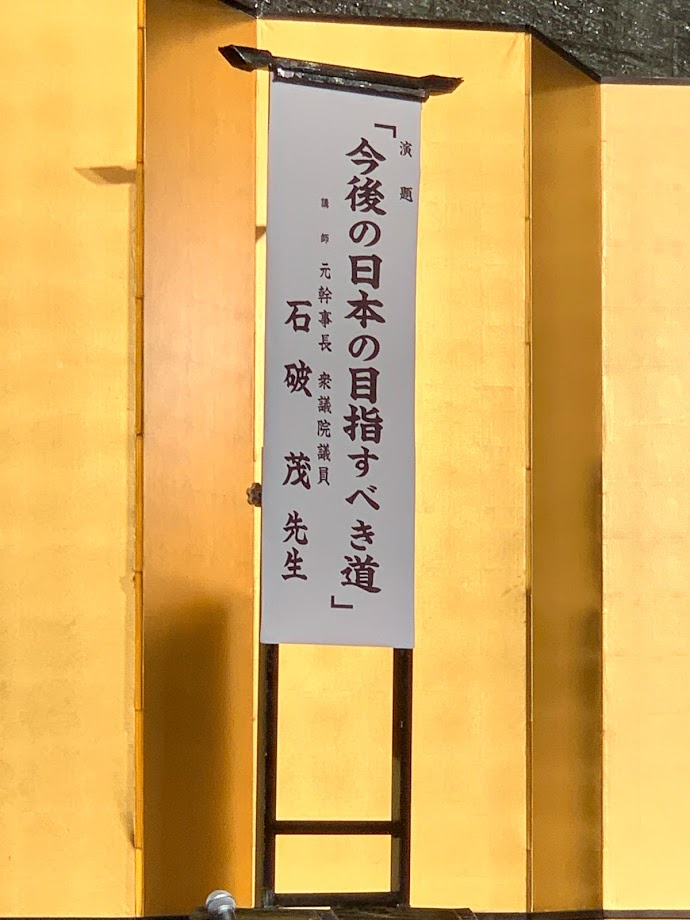 演題
「今後の日本の目指すべき道」
講師 元幹事長 衆議院議員
石破 茂 先生